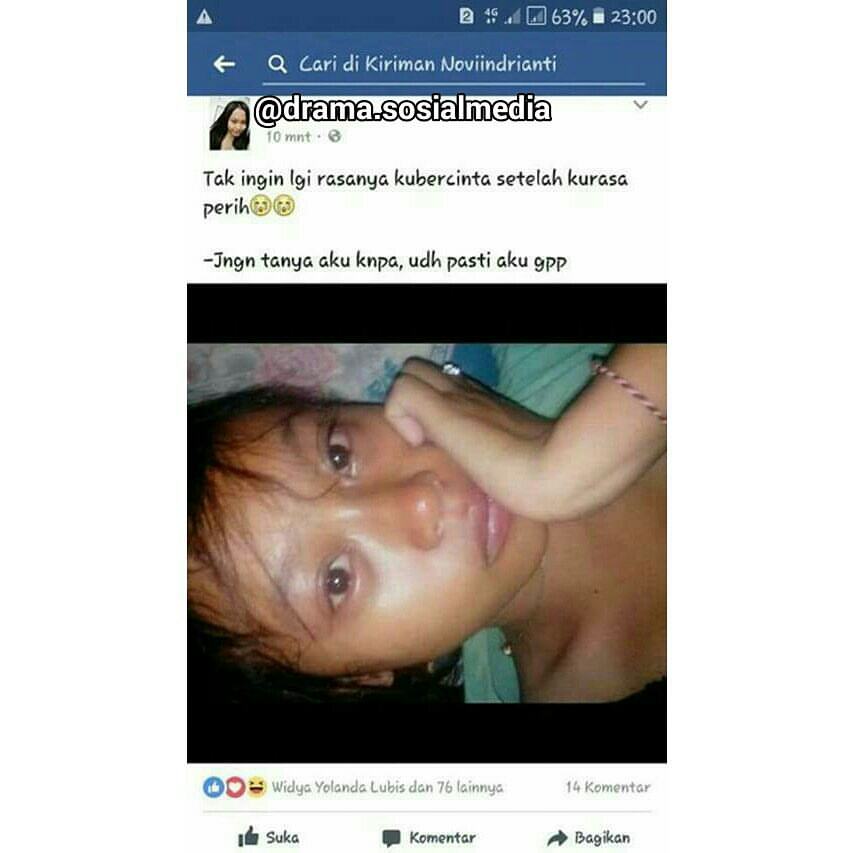 2 4G 63% 23:00
Cari di Kiriman Noviindrianti
@drama.sosialmedia
10 mnt ·
Tak ingin lgi rasanya kubercinta setelah kurasa
perih😭😭
-Jngn tanya aku knpa, udh pasti aku gpp
Widya Yolanda Lubis dan 76 lainnya 14 Komentar
Suka Komentar Bagikan